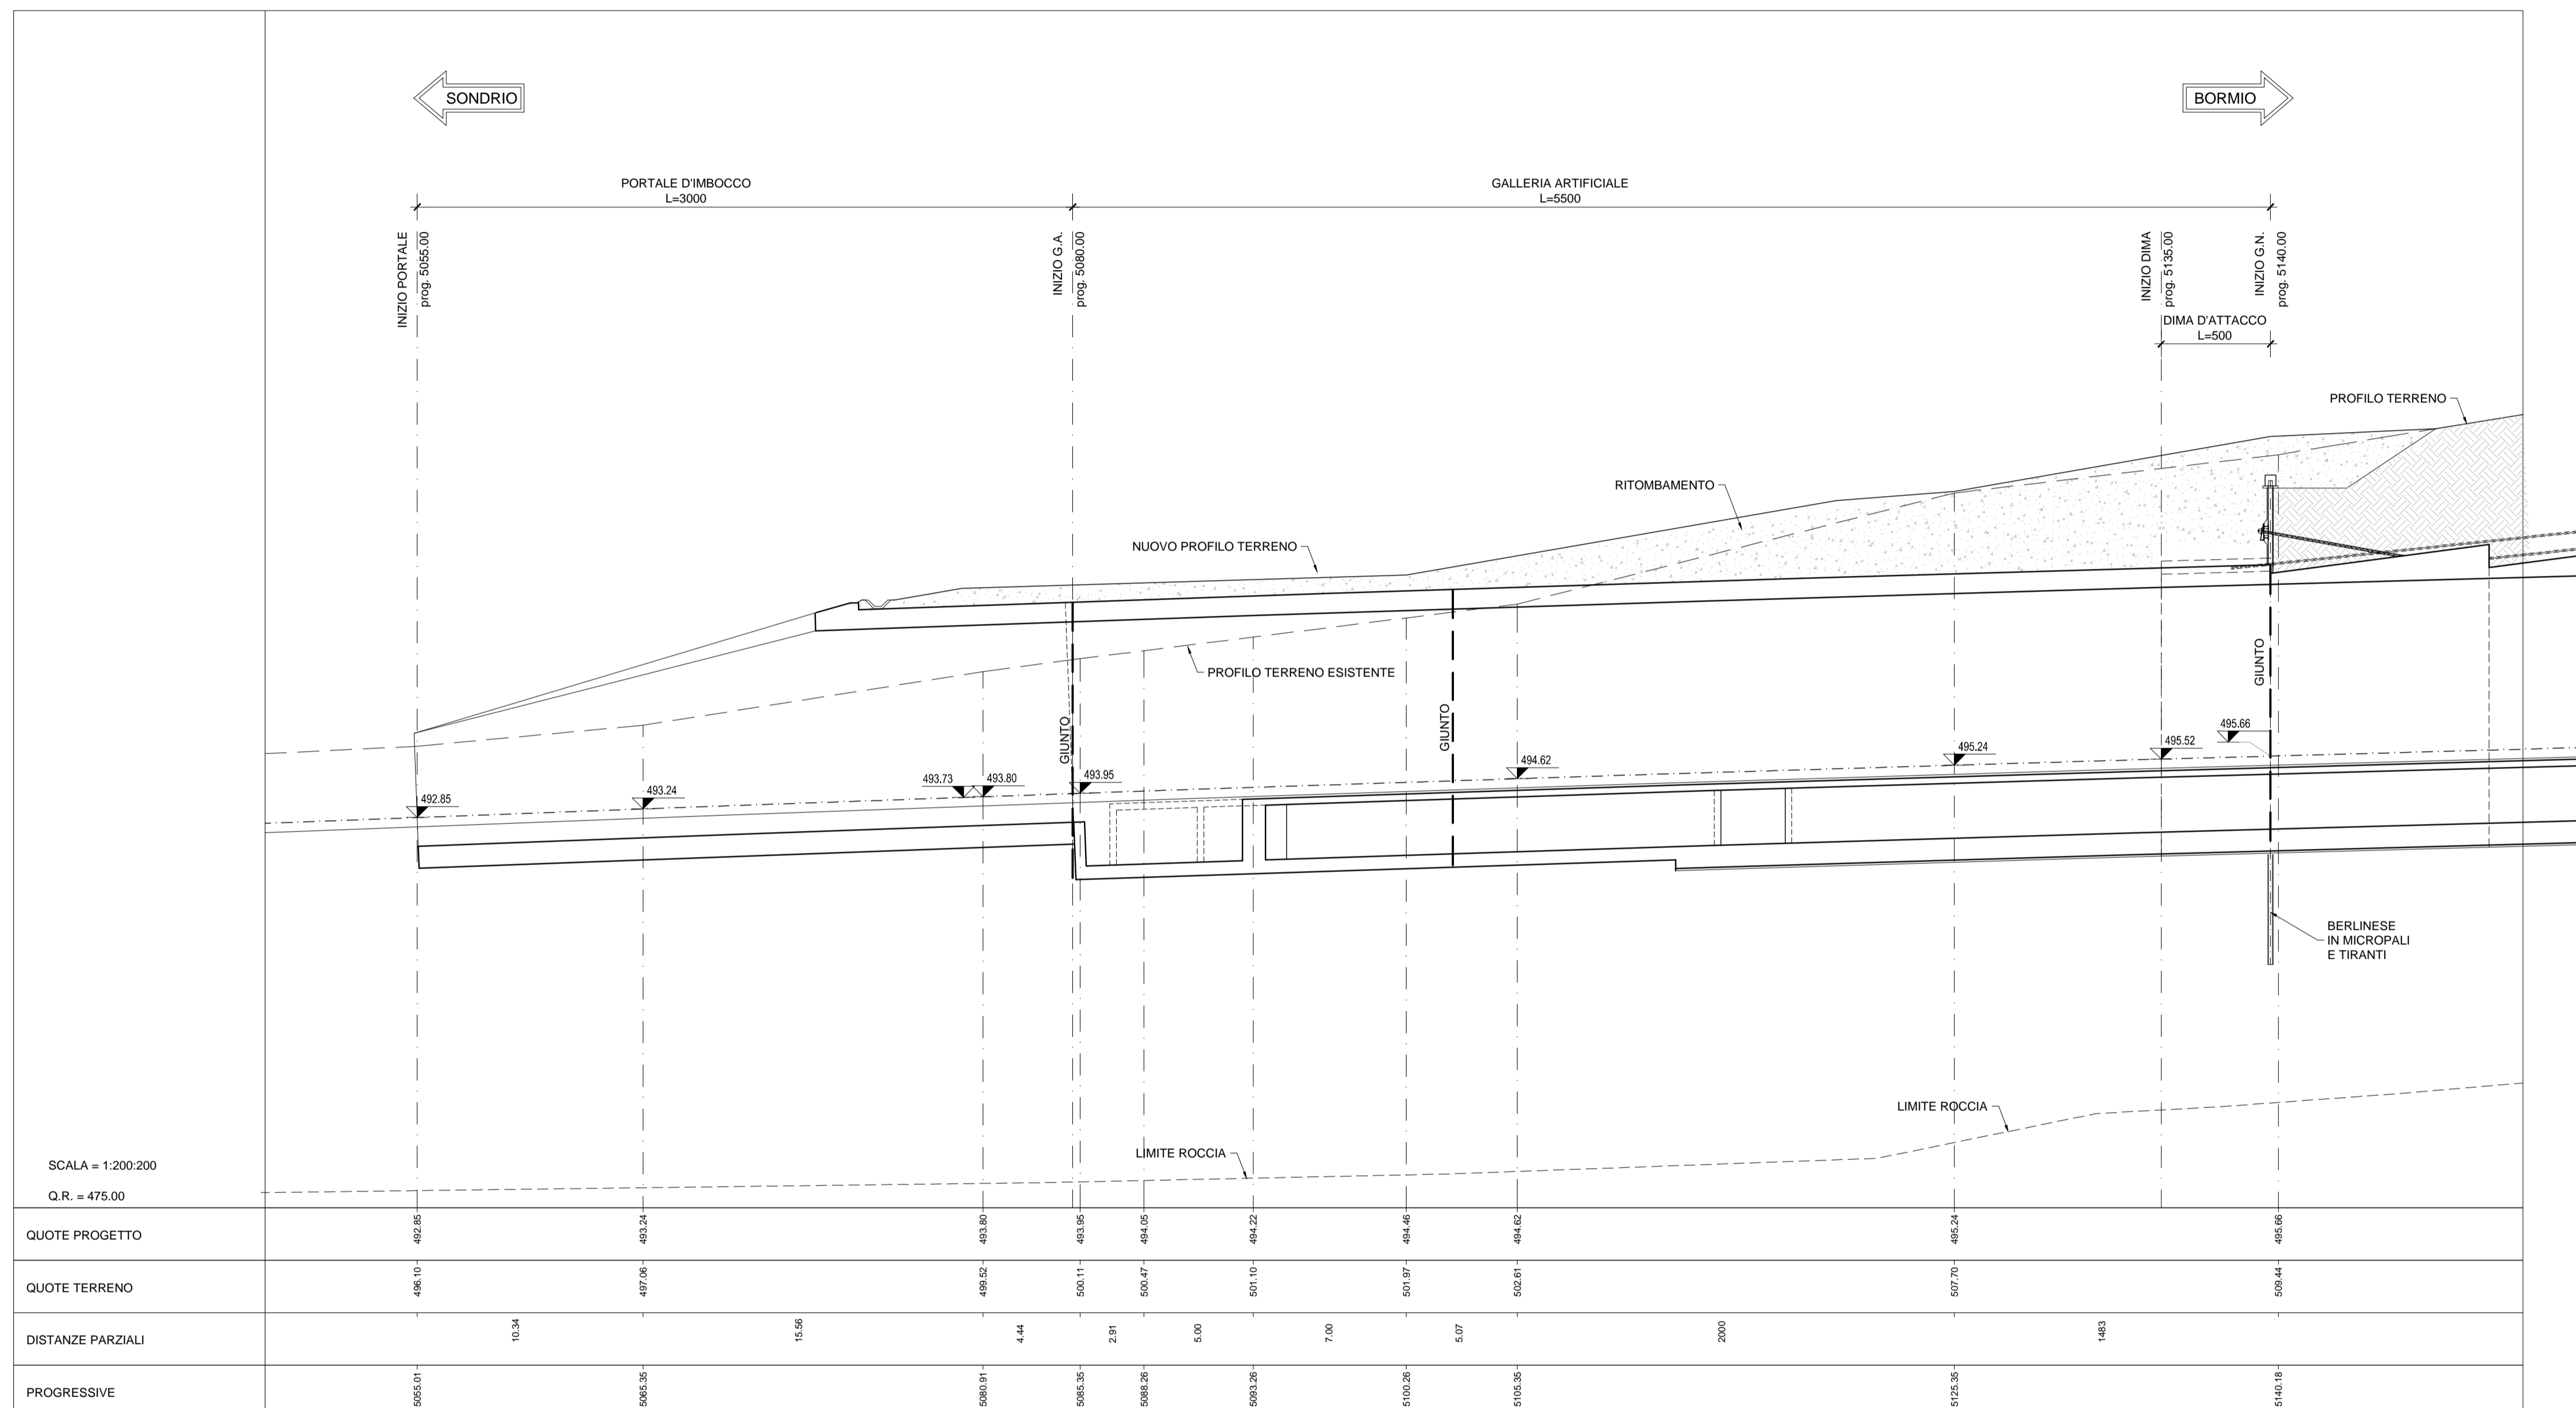 SONDRIO
BORMIO
PORTALE D'IMBOCCO
L=3000
GALLERIA ARTIFICIALE
L=5500
INIZIO PORTALE
prog. 5055.00
INIZIO G.A.
prog. 5080.00
INIZIO DIMA
prog. 5135.00
INIZIO G.N.
prog. 5140.00
DIMA D'ATTACCO
L=500
PROFILO TERRENO
RITOMBAMENTO
NUOVO PROFILO TERRENO
PROFILO TERRENO ESISTENTE
GIUNTO
GIUNTO
GIUNTO
492.85
493.24
493.73
493.80
493.95
494.62
495.24
495.52
495.66
BERLINESE
IN MICROPALI
E TIRANTI
LIMITE ROCCIA
LIMITE ROCCIA
SCALA = 1:200:200
Q.R. = 475.00
QUOTE PROGETTO
492.85
493.24
493.80
493.95
494.05
494.22
494.46
494.62
495.24
495.66
QUOTE TERRENO
496.10
497.06
499.52
500.11
500.47
501.10
501.97
502.61
507.70
509.44
DISTANZE PARZIALI
10.34
15.56
4.44
2.91
5.00
7.00
5.07
2000
1483
PROGRESSIVE
5055.01
5065.35
5080.91
5085.35
5088.26
5093.26
5100.26
5105.35
5125.35
5140.18